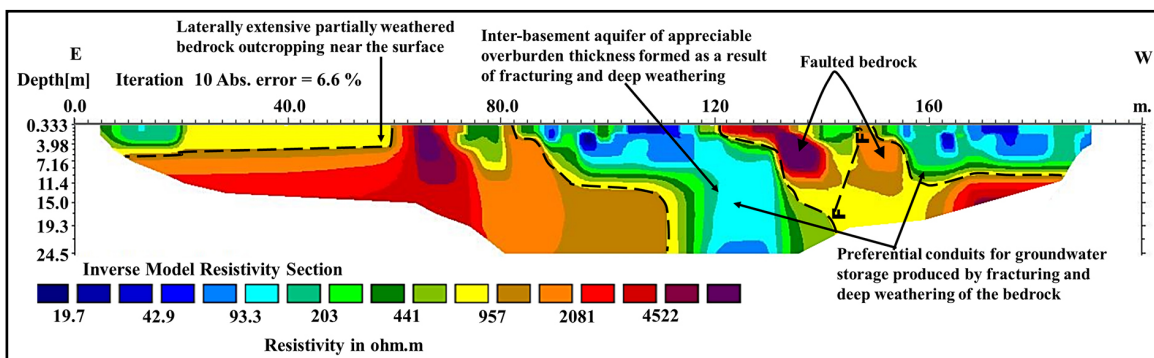 Laterally extensive partially weathered
bedrock outcropping near the surface
Inter-basement aquifer of appreciable
overburden thickness formed as a result
of fracturing and deep weathering
Faulted bedrock
E
W
Depth[m] Iteration 10 Abs. error = 6.6 %
0.0 40.0 80.0 120 160 m.
0.333
3.98
7.16
11.4
15.0
19.3
24.5
F
F
Preferential conduits for groundwater
storage produced by fracturing and
deep weathering of the bedrock
Inverse Model Resistivity Section
19.7 42.9 93.3 203 441 957 2081 4522
Resistivity in ohm.m